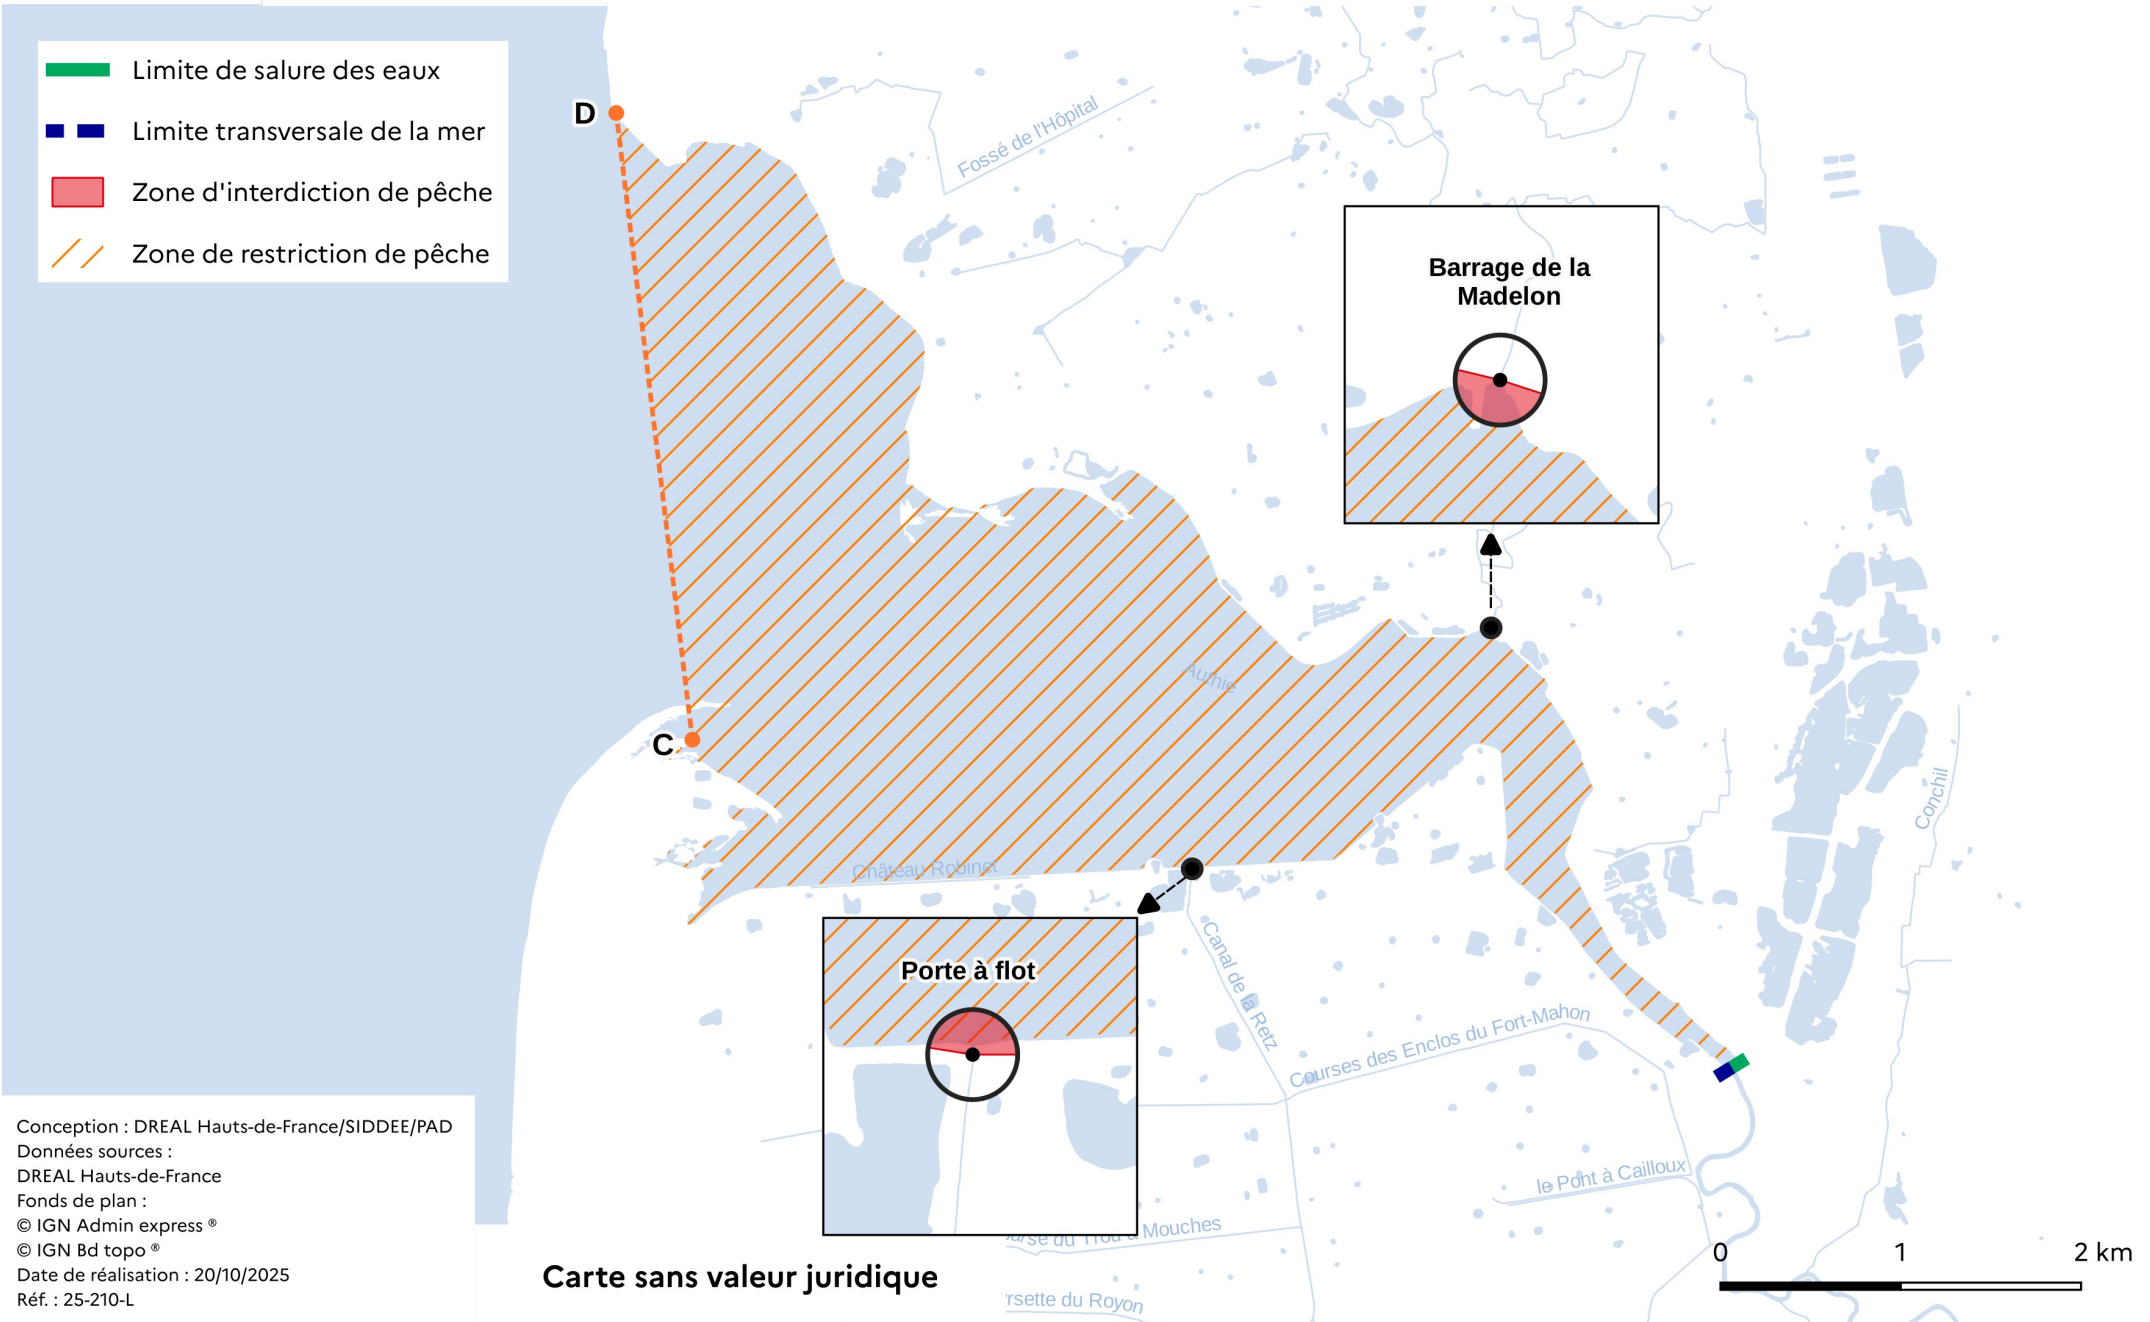 Limite de salure des eaux
Limite transversale de la mer
Zone d'interdiction de pêche
Zone de restriction de pêche
D
Fossé de l'Hôpital
Barrage de la
Madelon
Authie
C
Conchil
Château Robinet
Porte à flot
Canal de la Retz
Courses des Enclos du Fort-Mahon
le Pont à Cailloux
du Trou à Mouches
du Royon
Conception : DREAL Hauts-de-France/SIDDEE/PAD
Données sources :
DREAL Hauts-de-France
Fonds de plan :
© IGN Admin express ®
© IGN Bd topo ®
Date de réalisation : 20/10/2025
Réf. : 25-210-L
Carte sans valeur juridique
0 1 2 km